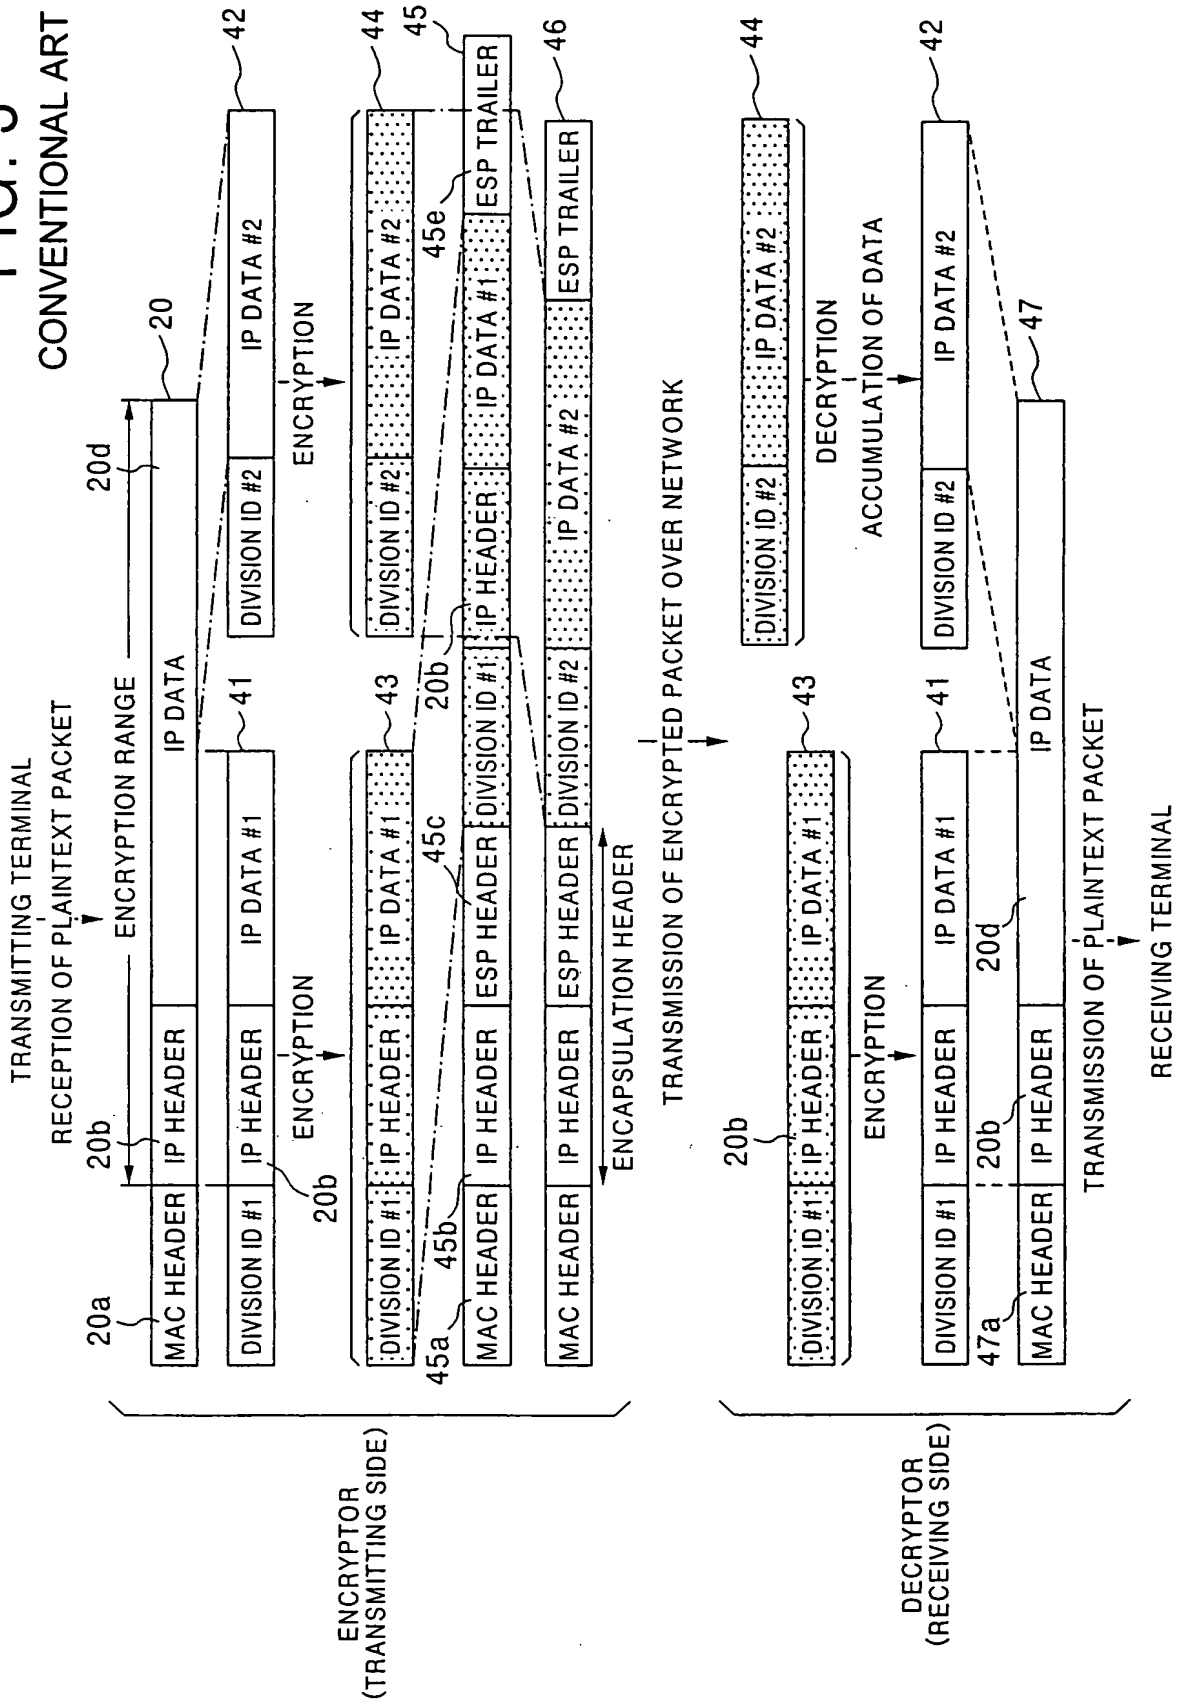 CONVENTIONAL ART
TRANSMITTING TERMINAL
RECEPTION OF PLAINTEXT PACKET
ENCRYPTION RANGE
20a
20b
20d
20
MAC HEADER
IP HEADER
IP DATA
41
42
DIVISION ID #1
IP HEADER
IP DATA #1
DIVISION ID #2
IP DATA #2
20b
ENCRYPTION
ENCRYPTION
43
44
DIVISION ID #1
IP HEADER
IP DATA #1
DIVISION ID #2
IP DATA #2
45a
45b
45c
20b
45e
45
MAC HEADER
IP HEADER
ESP HEADER
DIVISION ID #1
IP HEADER
IP DATA #1
ESP TRAILER
46
MAC HEADER
IP HEADER
ESP HEADER
DIVISION ID #2
IP DATA #2
ESP TRAILER
ENCAPSULATION HEADER
ENCRYPTOR
(TRANSMITTING SIDE)
TRANSMISSION OF ENCRYPTED PACKET OVER NETWORK
44
DIVISION ID #2
IP DATA #2
20b
43
DIVISION ID #1
IP HEADER
IP DATA #1
DECRYPTION
ENCRYPTION
ACCUMULATION OF DATA
41
42
DIVISION ID #1
IP HEADER
IP DATA #1
DIVISION ID #2
IP DATA #2
47a
20b
20d
47
MAC HEADER
IP HEADER
IP DATA
DECRYPTOR
(RECEIVING SIDE)
TRANSMISSION OF PLAINTEXT PACKET
RECEIVING TERMINAL